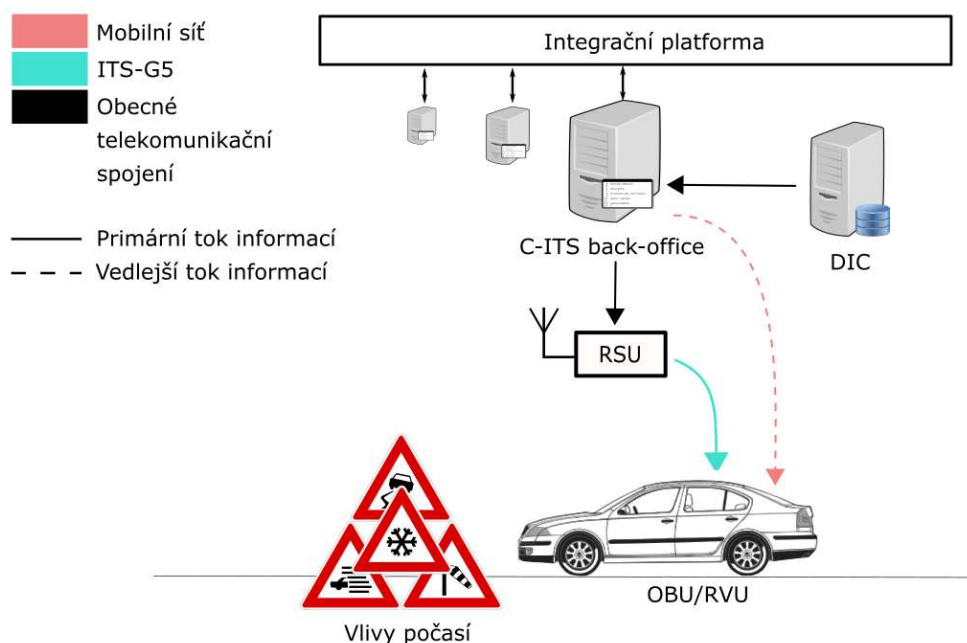 Mobilní síť
ITS-G5
Obecné
telekomunikační
spojení
Primární tok informací
Vedlejší tok informací
Integrační platforma
C-ITS back-office
DIC
RSU
OBU/RVU
Vlivy počasí